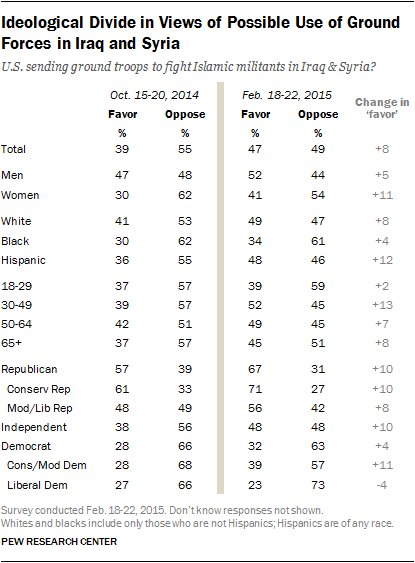 Ideological Divide in Views of Possible Use of Ground
Forces in Iraq and Syria
U.S. sending ground troops to fight Islamic militants in Iraq & Syria?
Oct. 15-20, 2014 Feb. 18-22, 2015
Favor Oppose Favor Oppose Change in 'favor'
% % % %
Total 39 55 47 49 +8
Men 47 48 52 44 +5
Women 30 62 41 54 +11
White 41 53 49 47 +8
Black 30 62 34 61 +4
Hispanic 36 55 48 46 +12
18-29 37 57 39 59 +2
30-49 39 57 52 45 +13
50-64 42 51 49 45 +7
65+ 37 57 45 51 +8
Republican 57 39 67 31 +10
Conserv Rep 61 33 71 27 +10
Mod/Lib Rep 48 49 56 42 +8
Independent 38 56 48 48 +10
Democrat 28 66 32 63 +4
Cons/Mod Dem 28 68 39 57 +11
Liberal Dem 27 66 23 73 -4
Survey conducted Feb. 18-22, 2015. Don't know responses not shown.
Whites and blacks include only those who are not Hispanics; Hispanics are of any race.
PEW RESEARCH CENTER